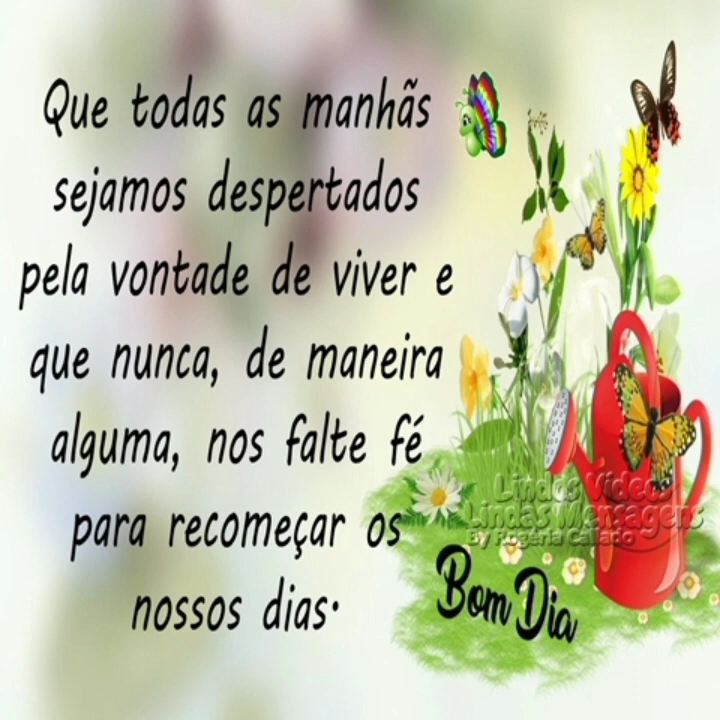 Que todas as manhãs
sejamos despertados
pela vontade de viver e
que nunca, de maneira
alguma, nos falte fé
para recomeçar os
nossos dias.
Lindos Videos
Lindas Mensagens
By Rogéria Callado
Bom Dia